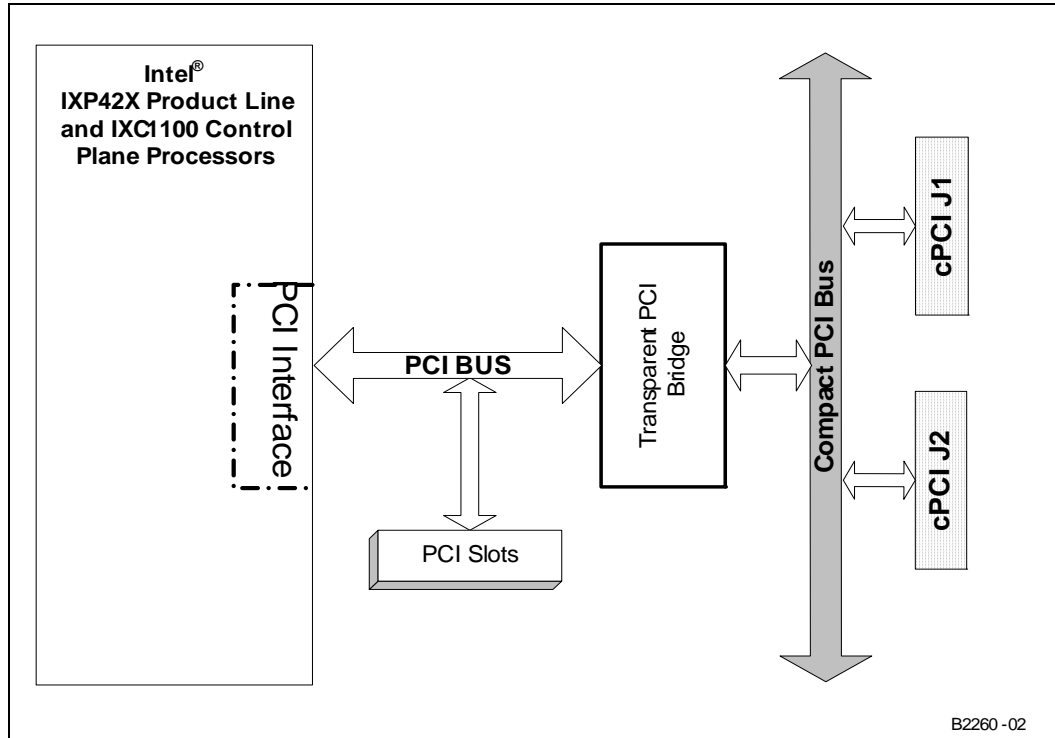 Intel®
IXP42X Product Line
and IXC1100 Control
Plane Processors
PCI Interface
PCI BUS
PCI Slots
Transparent PCI
Bridge
Compact PCI Bus
cPCI J1
cPCI J2
B2260 -02